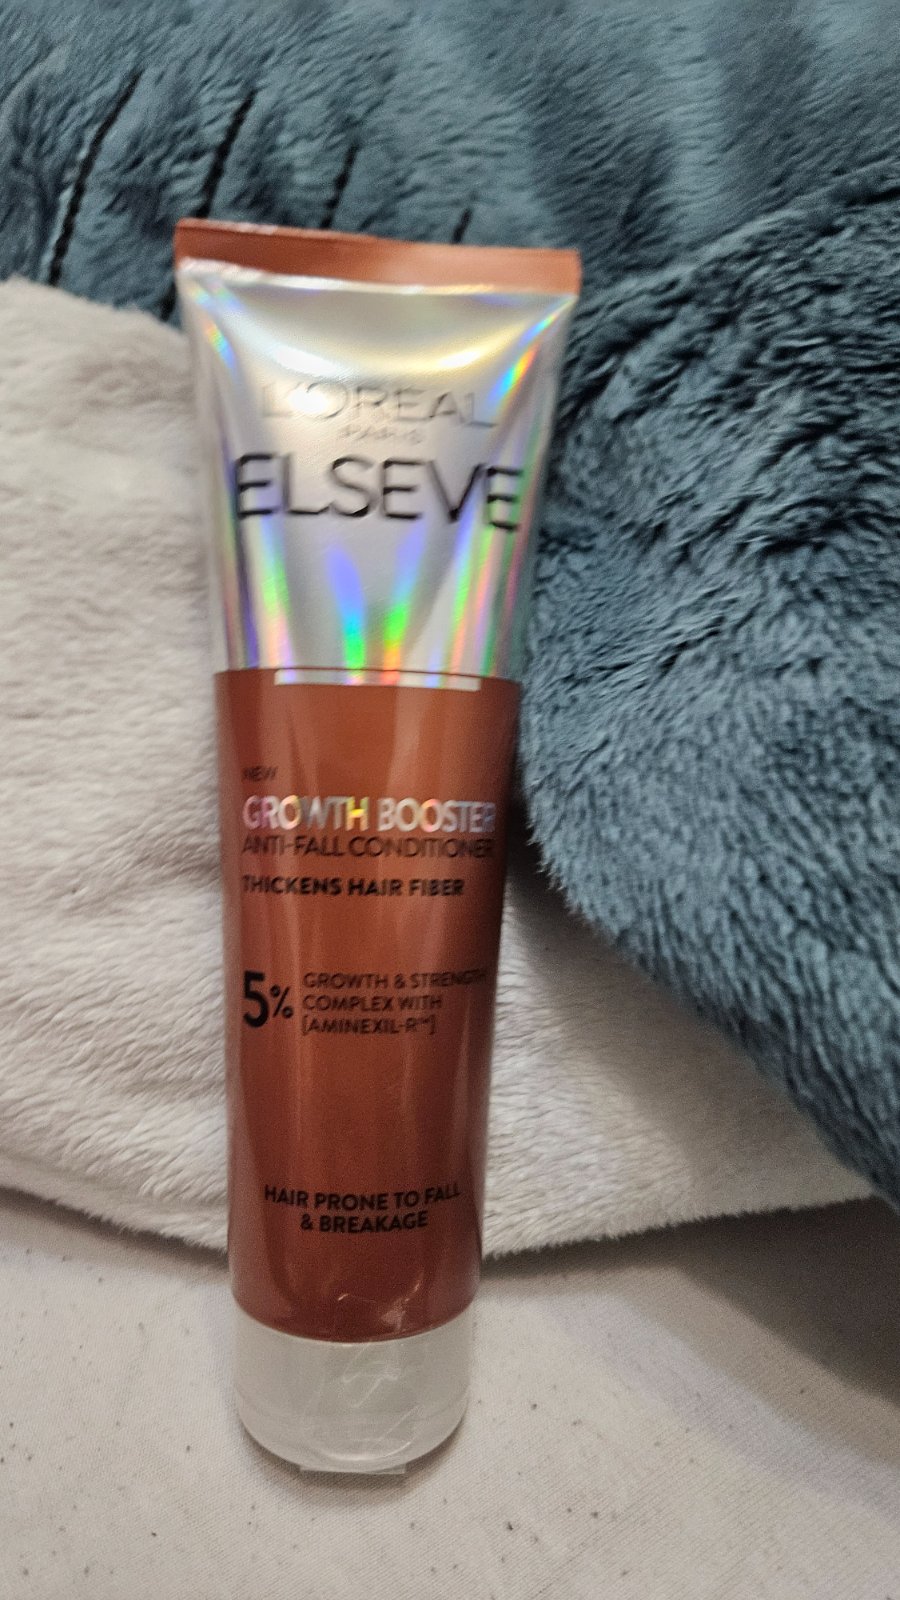 L'ORÉAL
PARIS
ELSEVE
NEW
GROWTH BOOSTER
ANTI-FALL CONDITIONER
THICKENS HAIR FIBER
5% GROWTH & STRENGTH
COMPLEX WITH
[AMINEXIL-R™]
HAIR PRONE TO FALL
& BREAKAGE